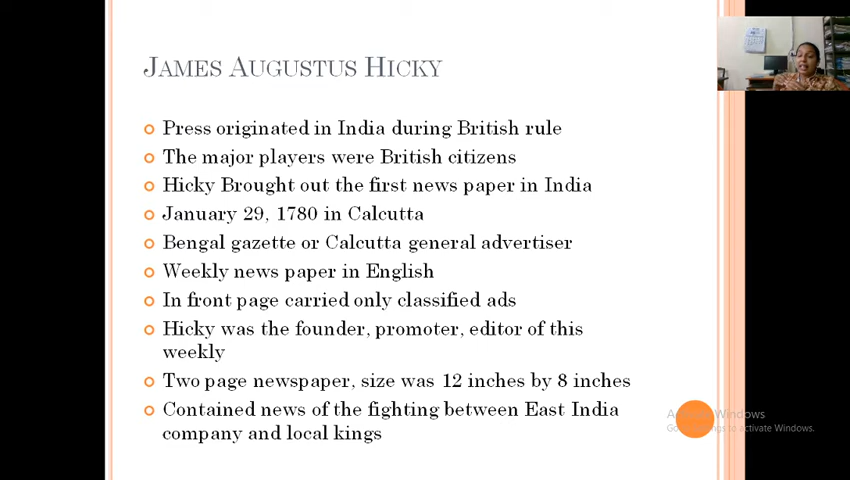 JAMES AUGUSTUS HICKY
Press originated in India during British rule
The major players were British citizens
Hicky Brought out the first news paper in India
January 29, 1780 in Calcutta
Bengal gazette or Calcutta general advertiser
Weekly news paper in English
In front page carried only classified ads
Hicky was the founder, promoter, editor of this
weekly
Two page newspaper, size was 12 inches by 8 inches
Contained news of the fighting between East India
company and local kings
Windows
to activate Windows.